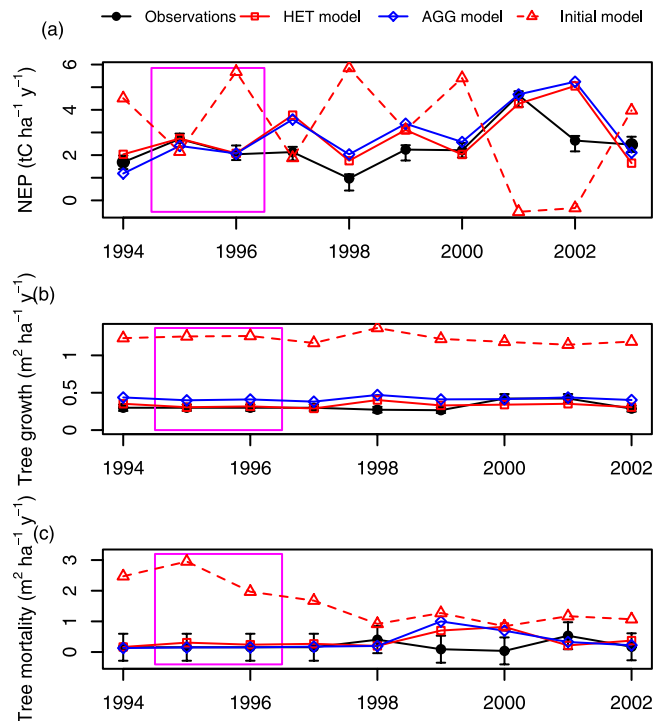 Observations HET model AGG model Initial model
(a)
NEP (tC ha⁻¹ y⁻¹)
6
4
2
0
1994 1996 1998 2000 2002
(b)
Tree growth (m² ha⁻¹ y⁻¹)
1
0.5
0
1994 1996 1998 2000 2002
(c)
Tree mortality (m² ha⁻¹ y⁻¹)
3
2
1
0
1994 1996 1998 2000 2002